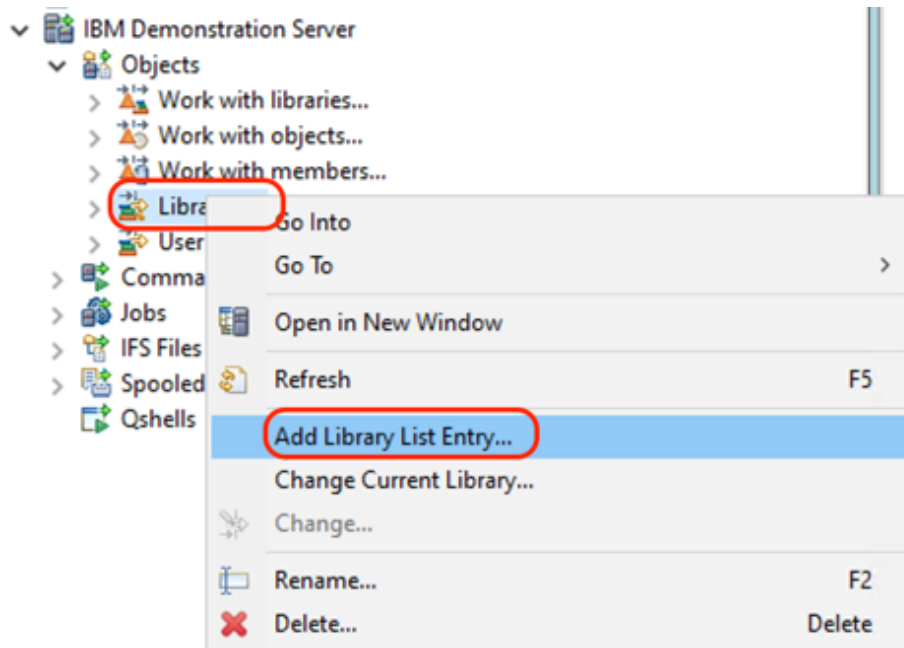 IBM Demonstration Server
Objects
Work with libraries...
Work with objects...
Work with members...
Libra
User
Comma
Jobs
IFS Files
Spooled
Qshells
Go Into
Go To
Open in New Window
Refresh F5
Add Library List Entry...
Change Current Library...
Change...
Rename... F2
Delete... Delete